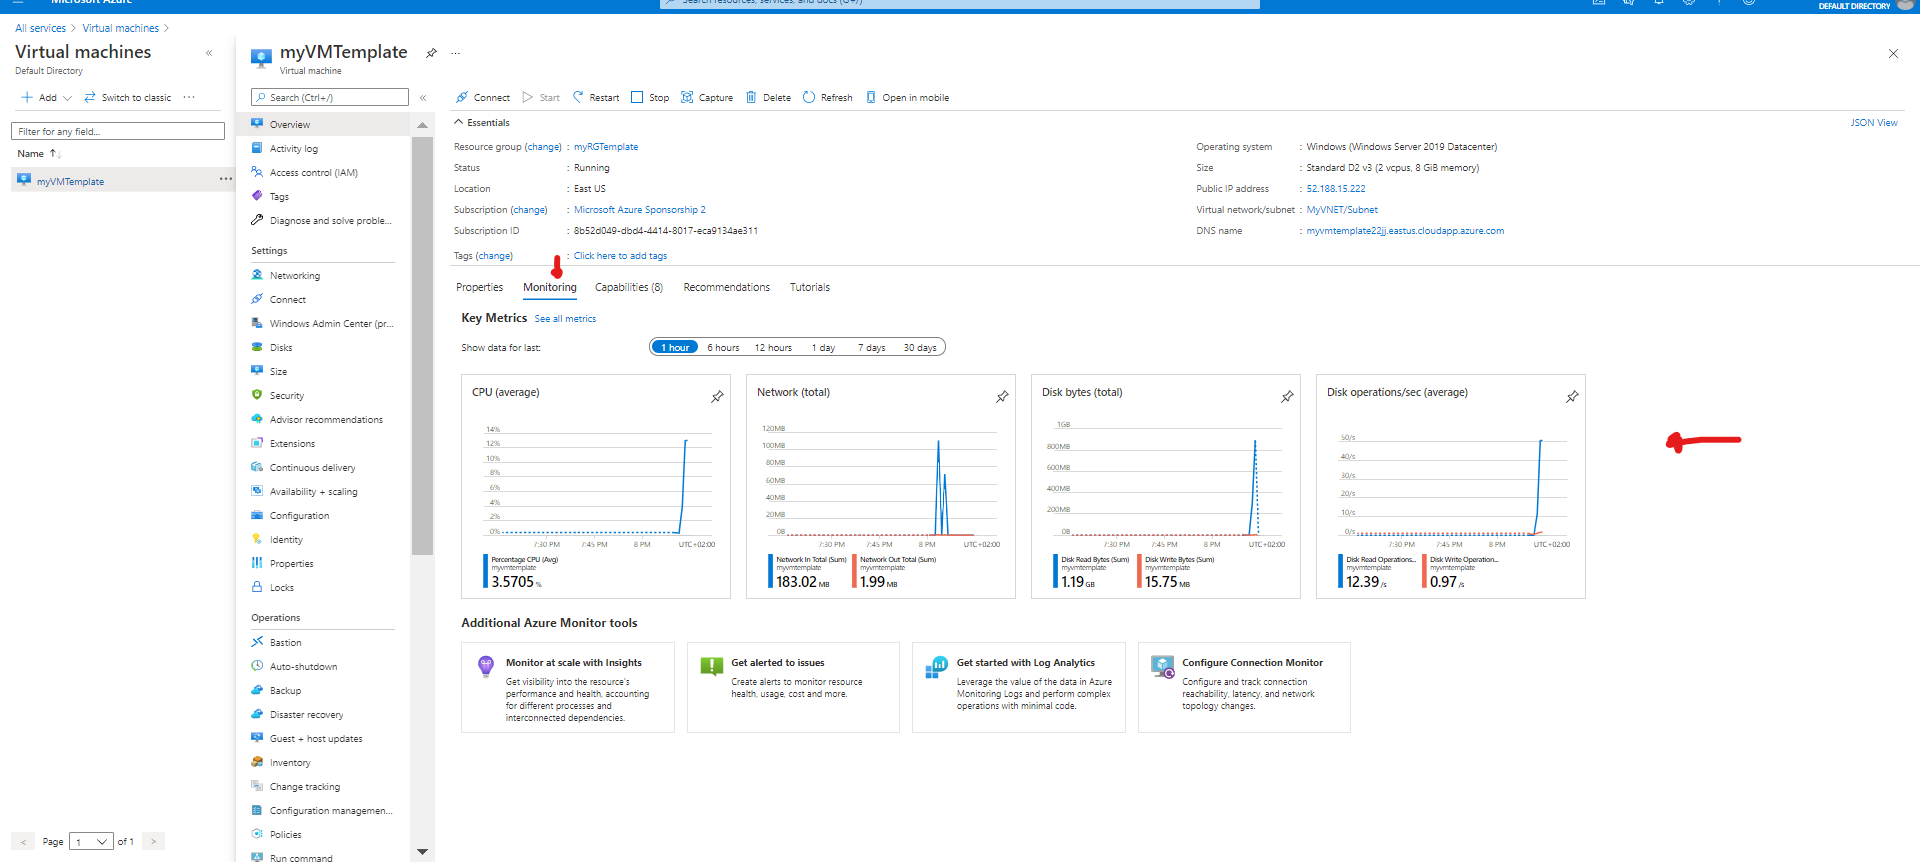 Microsoft Azure
Search resources, services, and docs (G+/)
DEFAULT DIRECTORY
All services > Virtual machines >
Virtual machines «
Default Directory
+ Add Switch to classic ...
Filter for any field...
Name ↑↓
myVMTemplate ...
< Page 1 of 1 >
myVMTemplate ...
Virtual machine
Search (Ctrl+/) «
Overview
Activity log
Access control (IAM)
Tags
Diagnose and solve proble...
Settings
Networking
Connect
Windows Admin Center (pr...
Disks
Size
Security
Advisor recommendations
Extensions
Continuous delivery
Availability + scaling
Configuration
Identity
Properties
Locks
Operations
Bastion
Auto-shutdown
Backup
Disaster recovery
Guest + host updates
Inventory
Change tracking
Configuration managemen...
Policies
Run command
Connect Start Restart Stop Capture Delete Refresh Open in mobile
Essentials JSON View
Resource group (change) : myRGTemplate
Status : Running
Location : East US
Subscription (change) : Microsoft Azure Sponsorship 2
Subscription ID : 8b52d049-dbd4-4414-8017-eca9134ae311
Tags (change) : Click here to add tags
Operating system : Windows (Windows Server 2019 Datacenter)
Size : Standard D2 v3 (2 vcpus, 8 GiB memory)
Public IP address : 52.188.15.222
Virtual network/subnet : MyVNET/Subnet
DNS name : myvmtemplate22jj.eastus.cloudapp.azure.com
Properties Monitoring Capabilities (8) Recommendations Tutorials
Key Metrics See all metrics
Show data for last: 1 hour 6 hours 12 hours 1 day 7 days 30 days
CPU (average)
14%
12%
10%
8%
6%
4%
2%
0%
7:30 PM 7:45 PM 8 PM UTC+02:00
Percentage CPU (Avg)
myvmtemplate
3.5705 %
Network (total)
120MB
100MB
80MB
60MB
40MB
20MB
0B
7:30 PM 7:45 PM 8 PM UTC+02:00
Network In Total (Sum) Network Out Total (Sum)
myvmtemplate myvmtemplate
183.02 MB 1.99 MB
Disk bytes (total)
1GB
800MB
600MB
400MB
200MB
0B
7:30 PM 7:45 PM 8 PM UTC+02:00
Disk Read Bytes (Sum) Disk Write Bytes (Sum)
myvmtemplate myvmtemplate
1.19 GB 15.75 MB
Disk operations/sec (average)
50/s
40/s
30/s
20/s
10/s
0/s
7:30 PM 7:45 PM 8 PM UTC+02:00
Disk Read Operations... Disk Write Operation...
myvmtemplate myvmtemplate
12.39 /s 0.97 /s
Additional Azure Monitor tools
Monitor at scale with Insights
Get visibility into the resource's
performance and health, accounting
for different processes and
interconnected dependencies.
Get alerted to issues
Create alerts to monitor resource
health, usage, cost and more.
Get started with Log Analytics
Leverage the value of the data in Azure
Monitoring Logs and perform complex
operations with minimal code.
Configure Connection Monitor
Configure and track connection
reachability, latency, and network
topology changes.